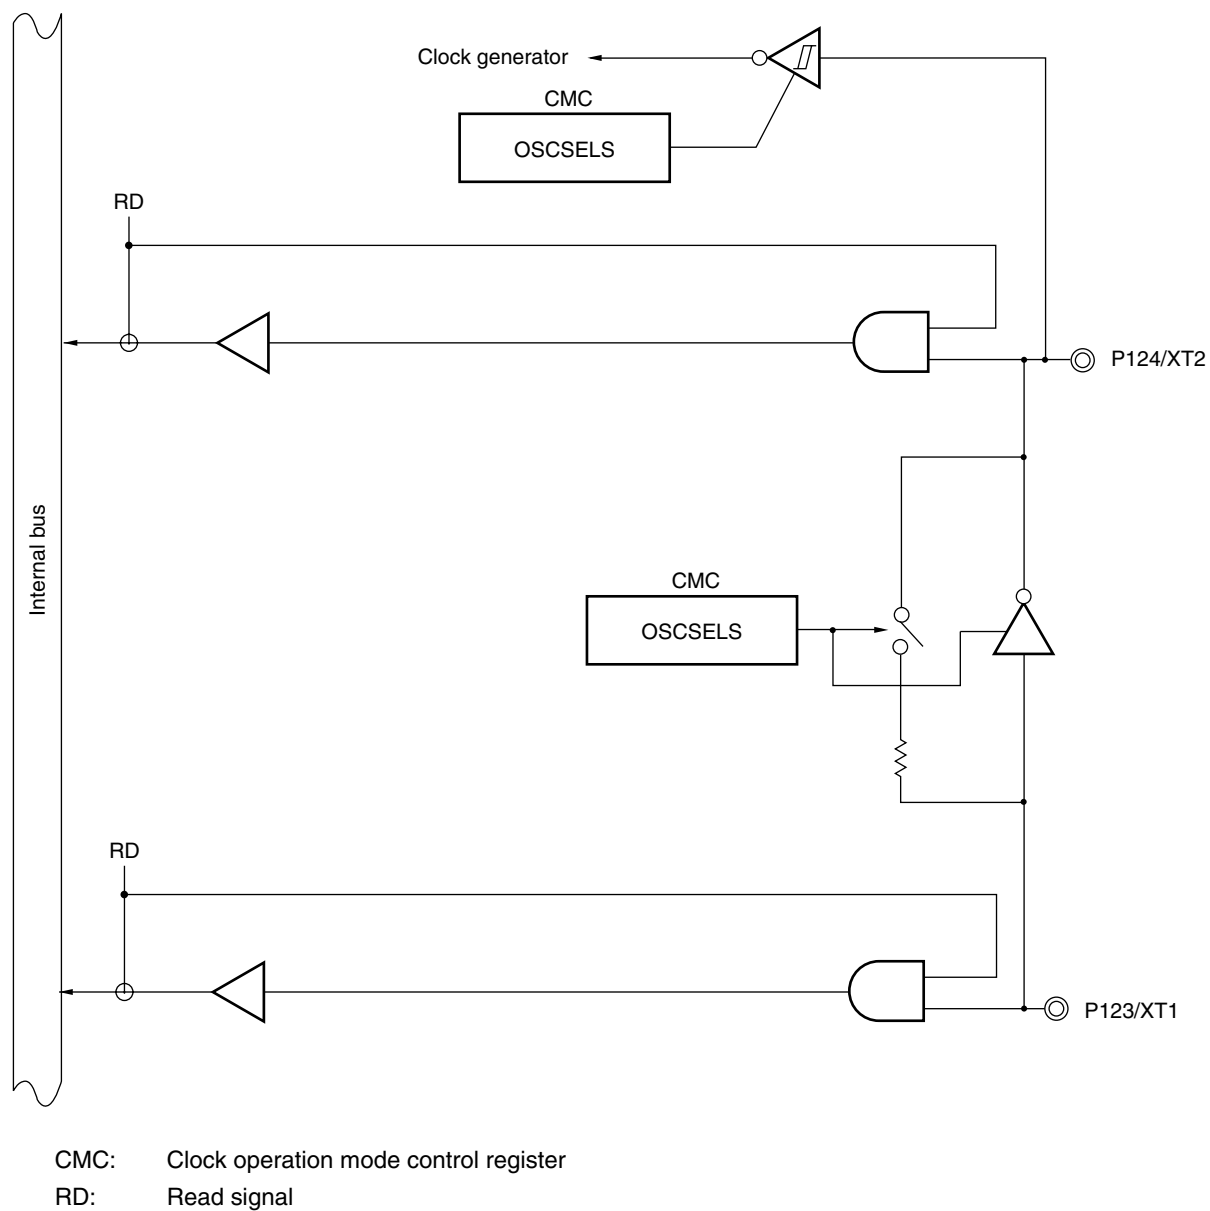 Clock generator
CMC
OSCSELS
RD
P124/XT2
Internal bus
CMC
OSCSELS
RD
P123/XT1
CMC: Clock operation mode control register
RD: Read signal